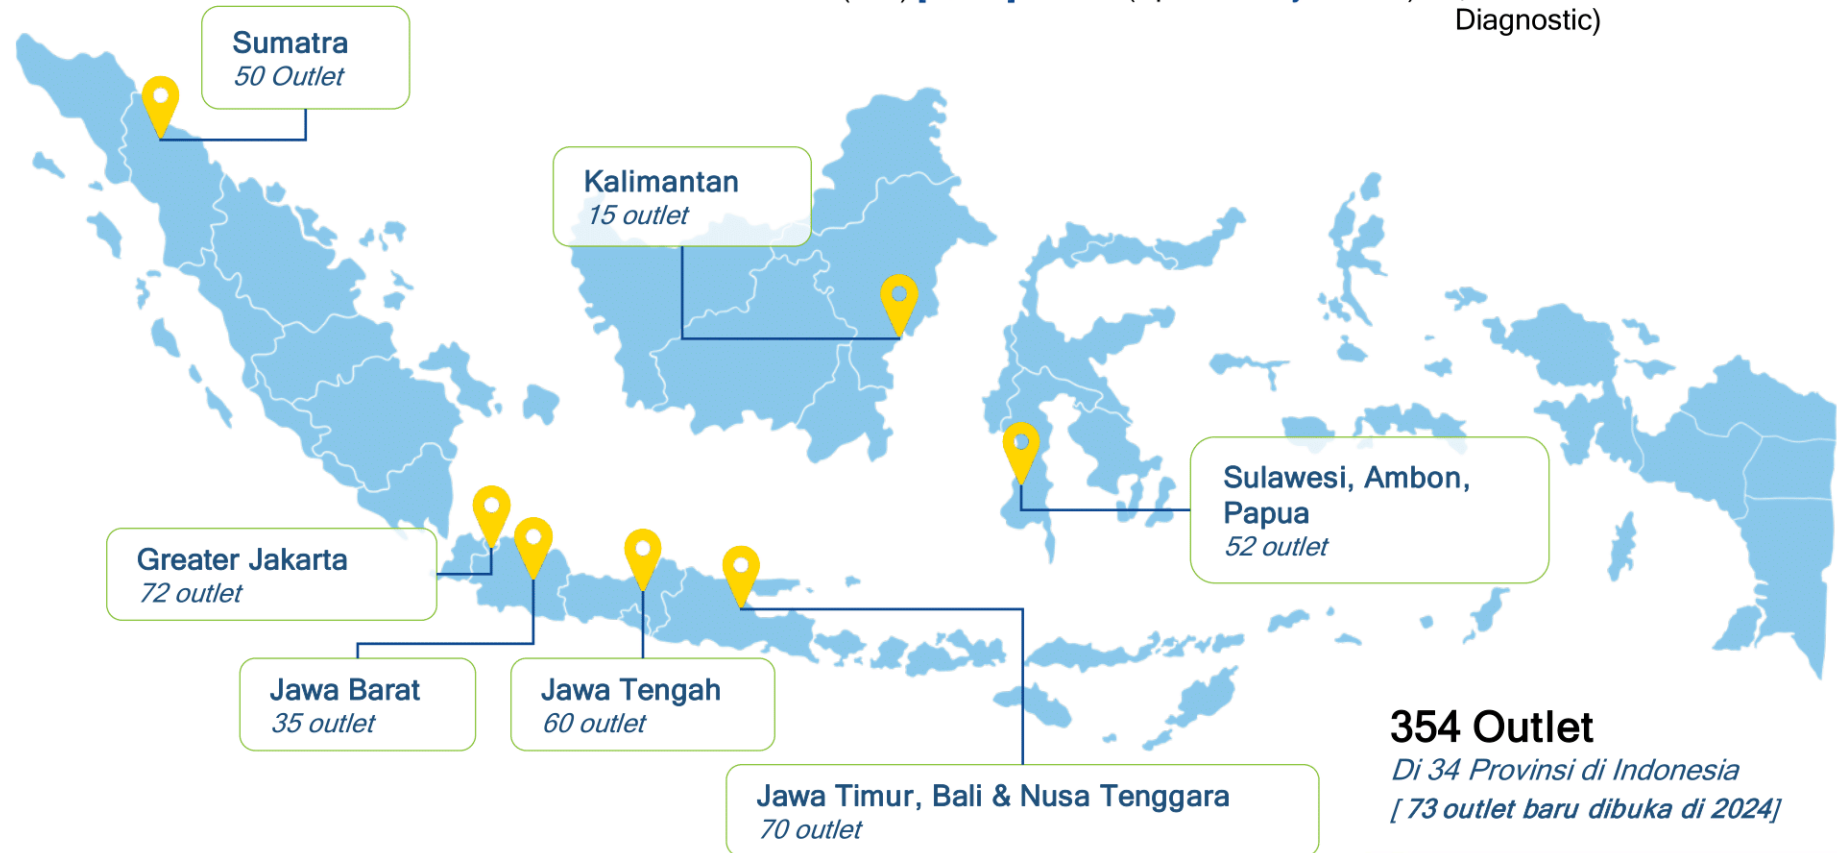 Diagnostic)
Sumatra
50 Outlet
Kalimantan
15 outlet
Sulawesi, Ambon,
Papua
52 outlet
Greater Jakarta
72 outlet
Jawa Barat
35 outlet
Jawa Tengah
60 outlet
Jawa Timur, Bali & Nusa Tenggara
70 outlet
354 Outlet
Di 34 Provinsi di Indonesia
[ 73 outlet baru dibuka di 2024]